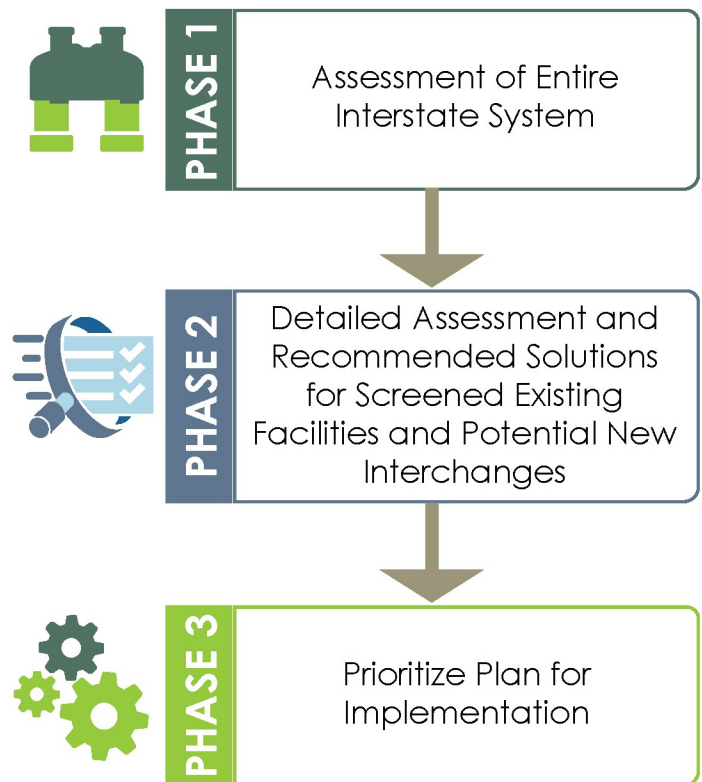 PHASE 1
Assessment of Entire
Interstate System
PHASE 2
Detailed Assessment and
Recommended Solutions
for Screened Existing
Facilities and Potential New
Interchanges
PHASE 3
Prioritize Plan for
Implementation